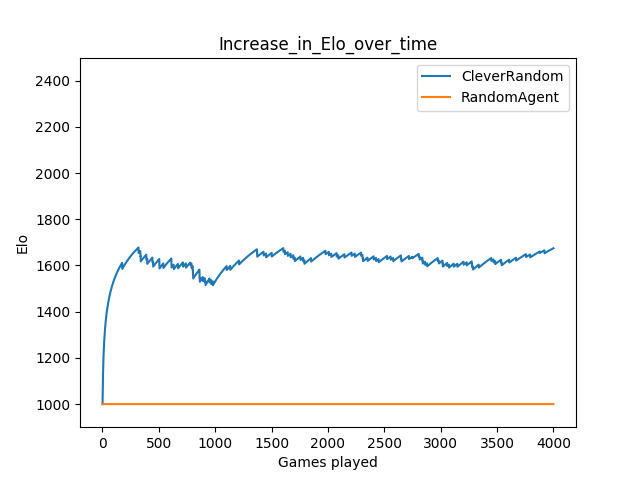 Increase_in_Elo_over_time
CleverRandom
RandomAgent
2400
2200
2000
1800
1600
1400
1200
1000
Elo
0 500 1000 1500 2000 2500 3000 3500 4000
Games played